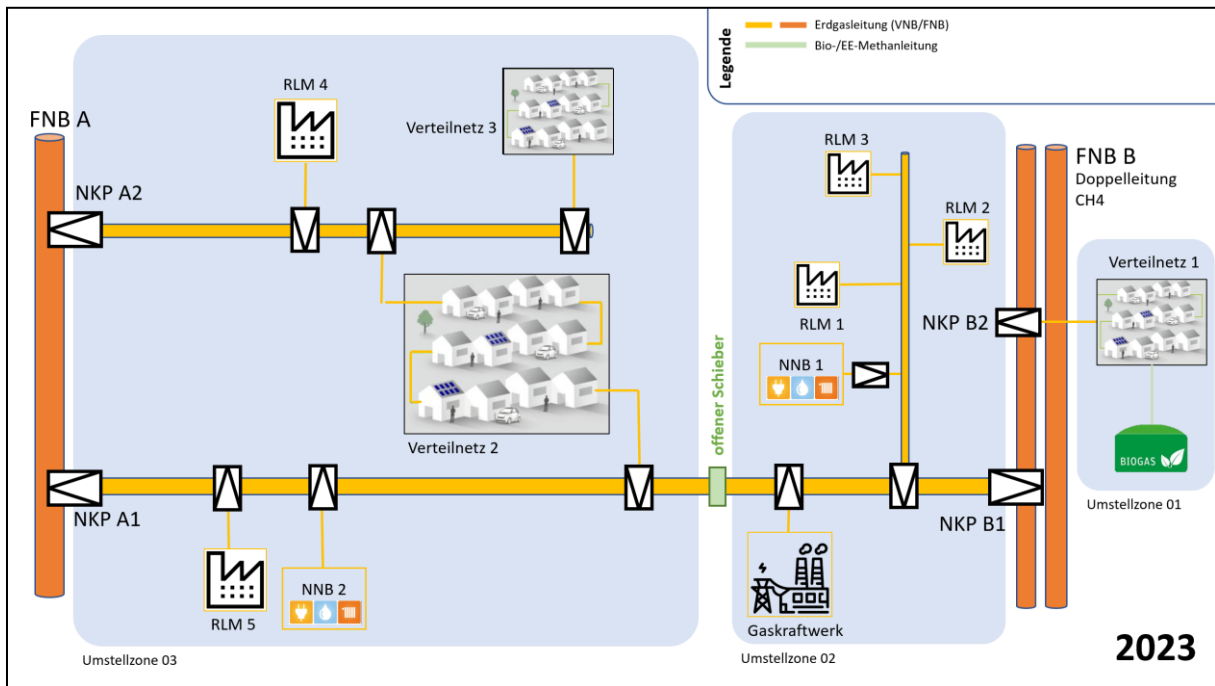 Legende
Erdgasleitung (VNB/FNB)
Bio-/EE-Methanleitung
FNB A
NKP A2
RLM 4
Verteilnetz 3
Verteilnetz 2
NKP A1
RLM 5
NNB 2
Umstellzone 03
offener Schieber
RLM 3
RLM 2
RLM 1
NNB 1
Gaskraftwerk
NKP B2
NKP B1
Umstellzone 02
FNB B
Doppelleitung
CH4
Verteilnetz 1
BIOGAS
Umstellzone 01
2023